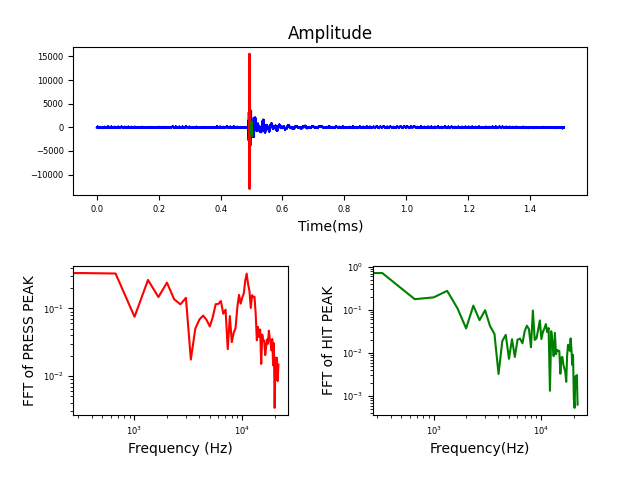 Amplitude
15000
10000
5000
0
−5000
−10000
0.0 0.2 0.4 0.6 0.8 1.0 1.2 1.4
Time(ms)
FFT of PRESS PEAK
10⁻¹
10⁻²
10³ 10⁴
Frequency (Hz)
FFT of HIT PEAK
10⁰
10⁻¹
10⁻²
10⁻³
10³ 10⁴
Frequency(Hz)